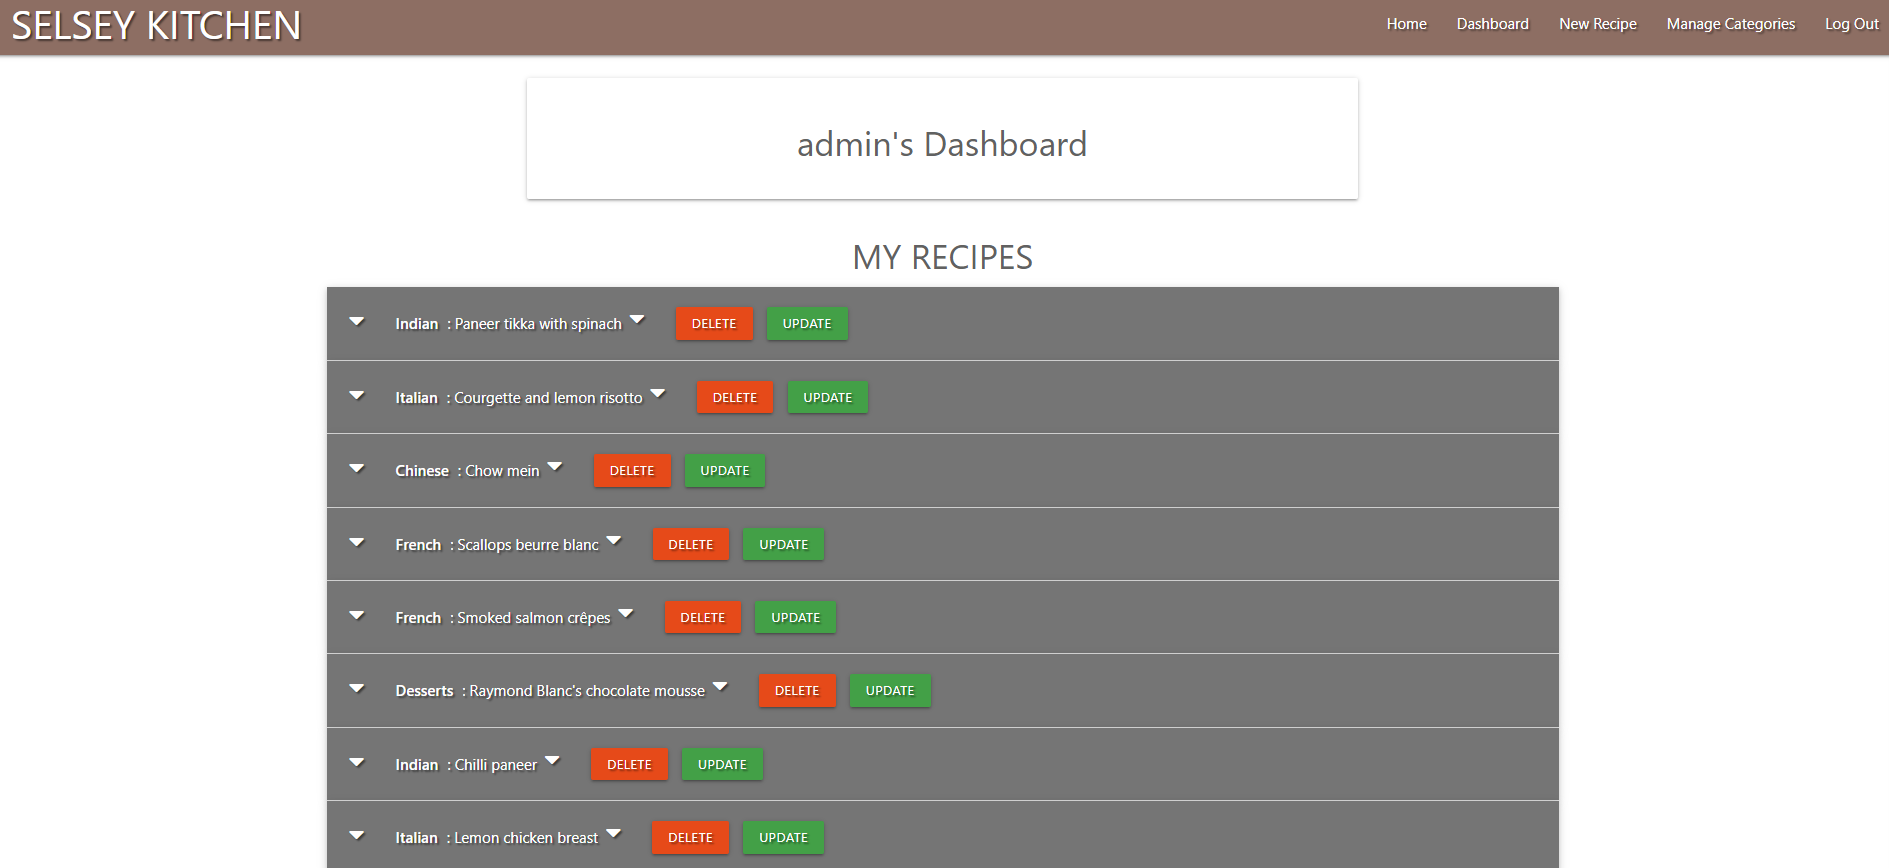 SELSEY KITCHEN Home Dashboard New Recipe Manage Categories Log Out
admin's Dashboard
MY RECIPES
Indian : Paneer tikka with spinach DELETE UPDATE
Italian : Courgette and lemon risotto DELETE UPDATE
Chinese : Chow mein DELETE UPDATE
French : Scallops beurre blanc DELETE UPDATE
French : Smoked salmon crêpes DELETE UPDATE
Desserts : Raymond Blanc's chocolate mousse DELETE UPDATE
Indian : Chilli paneer DELETE UPDATE
Italian : Lemon chicken breast DELETE UPDATE